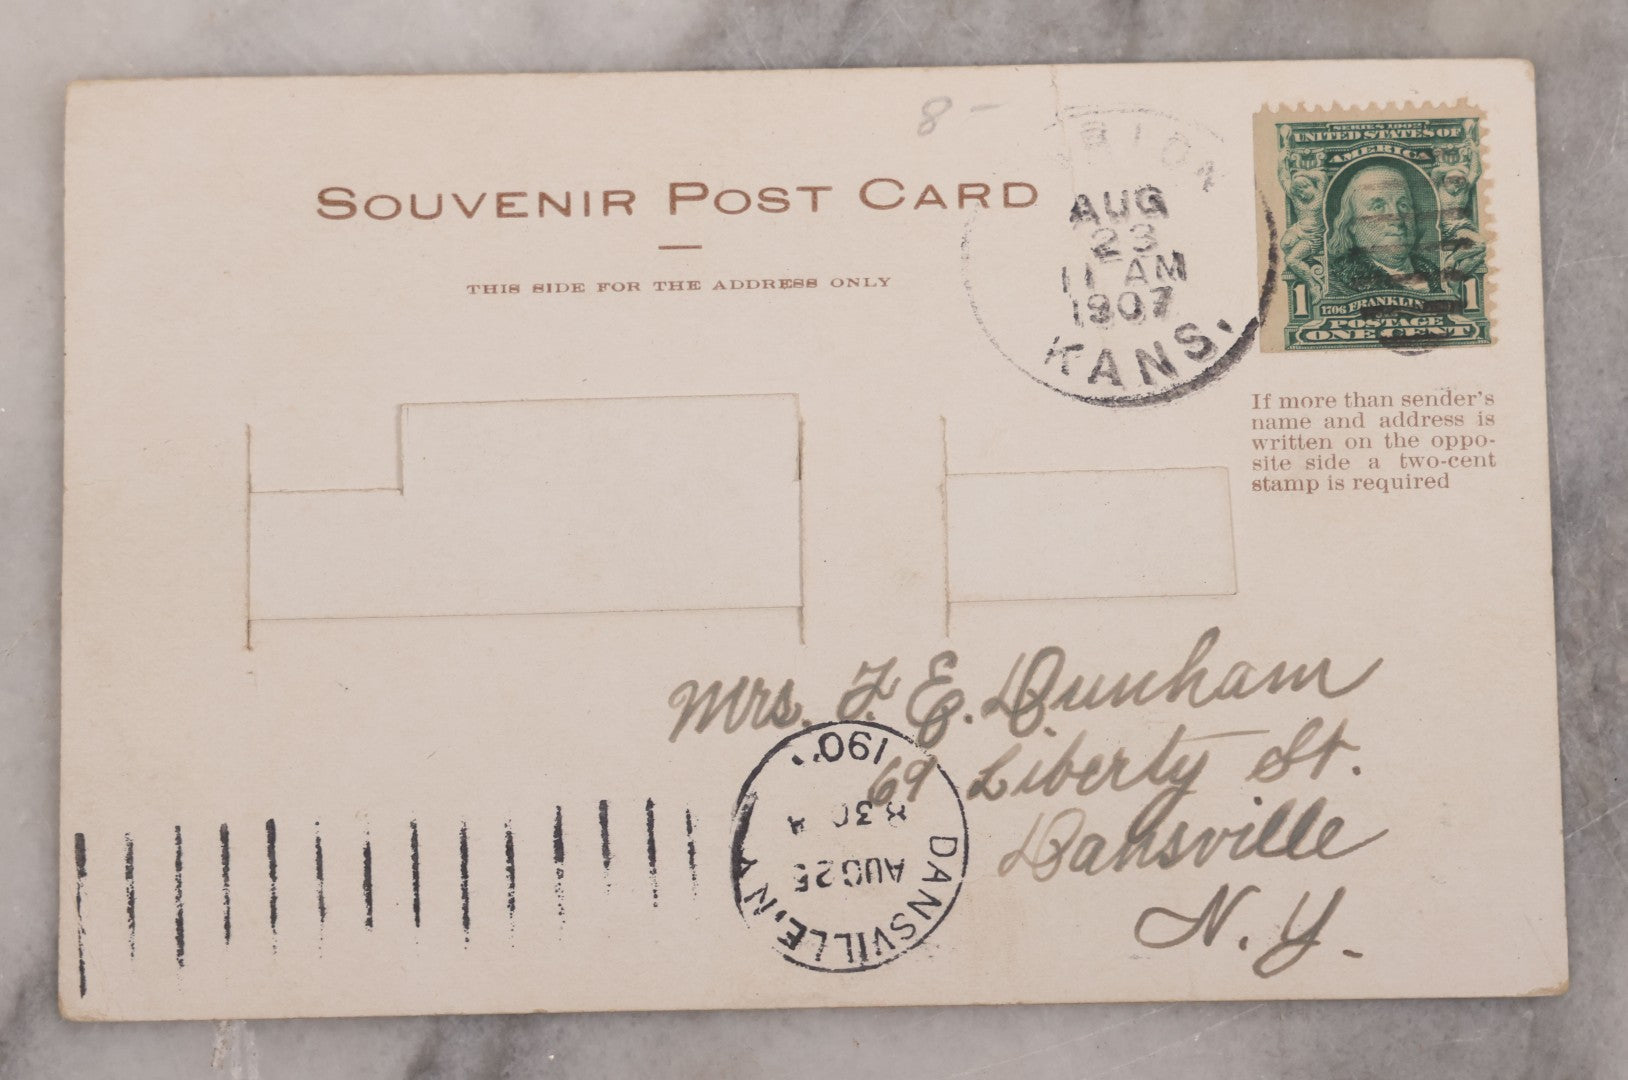 8 -
SOUVENIR POST CARD
THIS SIDE FOR THE ADDRESS ONLY
AUG
23
11 AM
1907
KANS.
SERIES 1902
UNITED STATES OF
AMERICA
1 1706 FRANKLIN 1
POSTAGE
ONE CENT
If more than sender's
name and address is
written on the oppo-
site side a two-cent
stamp is required
Mrs. F. E. Dunham
69 Liberty St.
Dansville
N. Y.
DANSVILLE, N.Y.
AUG 25
8 30 A
190